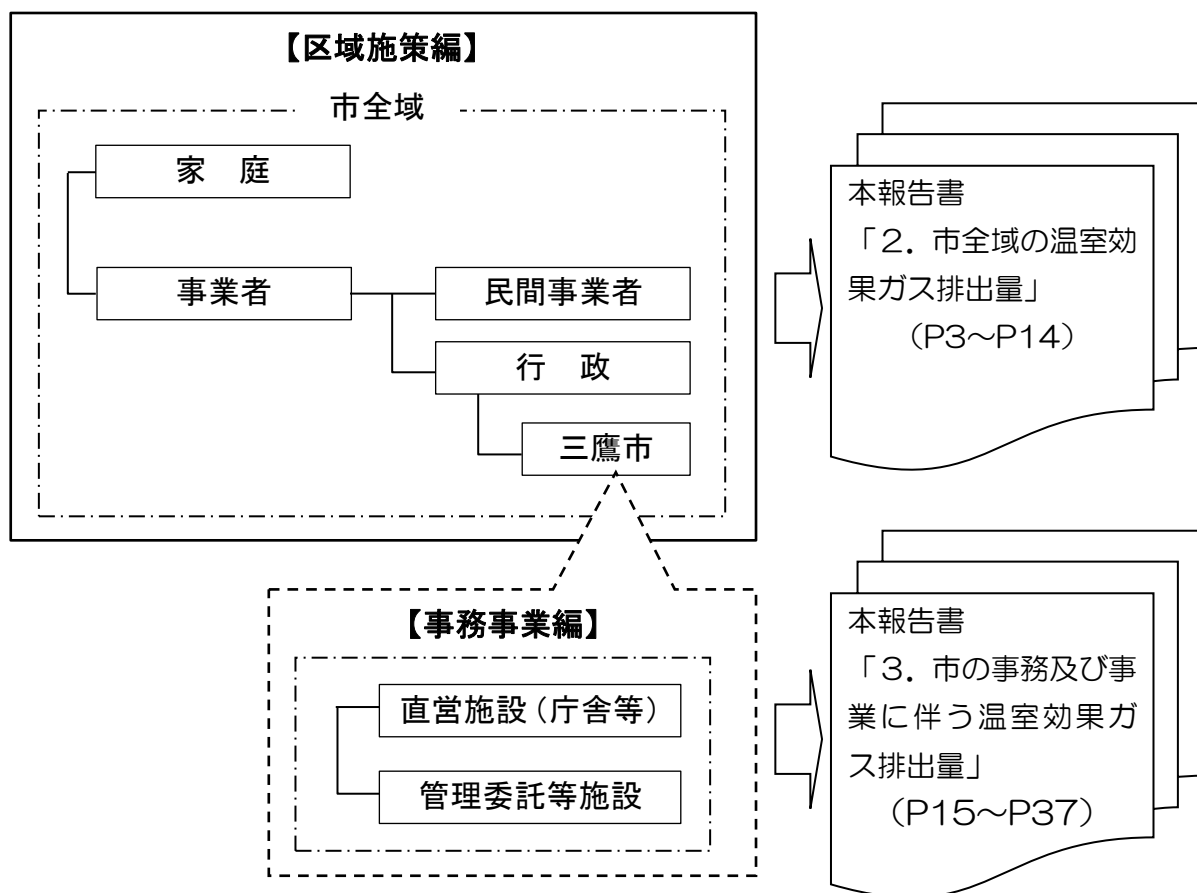 【区域施策編】
市全域
家　庭
事業者
民間事業者
行　政
三鷹市
本報告書
「２．市全域の温室効
果ガス排出量」
（P3～P14）
【事務事業編】
直営施設（庁舎等）
管理委託等施設
本報告書
「３．市の事務及び事
業に伴う温室効果ガ
ス排出量」
（P15～P37）